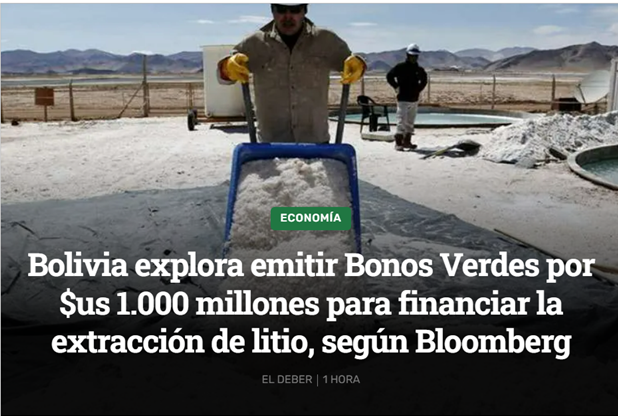 ECONOMÍA
Bolivia explora emitir Bonos Verdes por
$us 1.000 millones para financiar la
extracción de litio, según Bloomberg
EL DEBER | 1 HORA